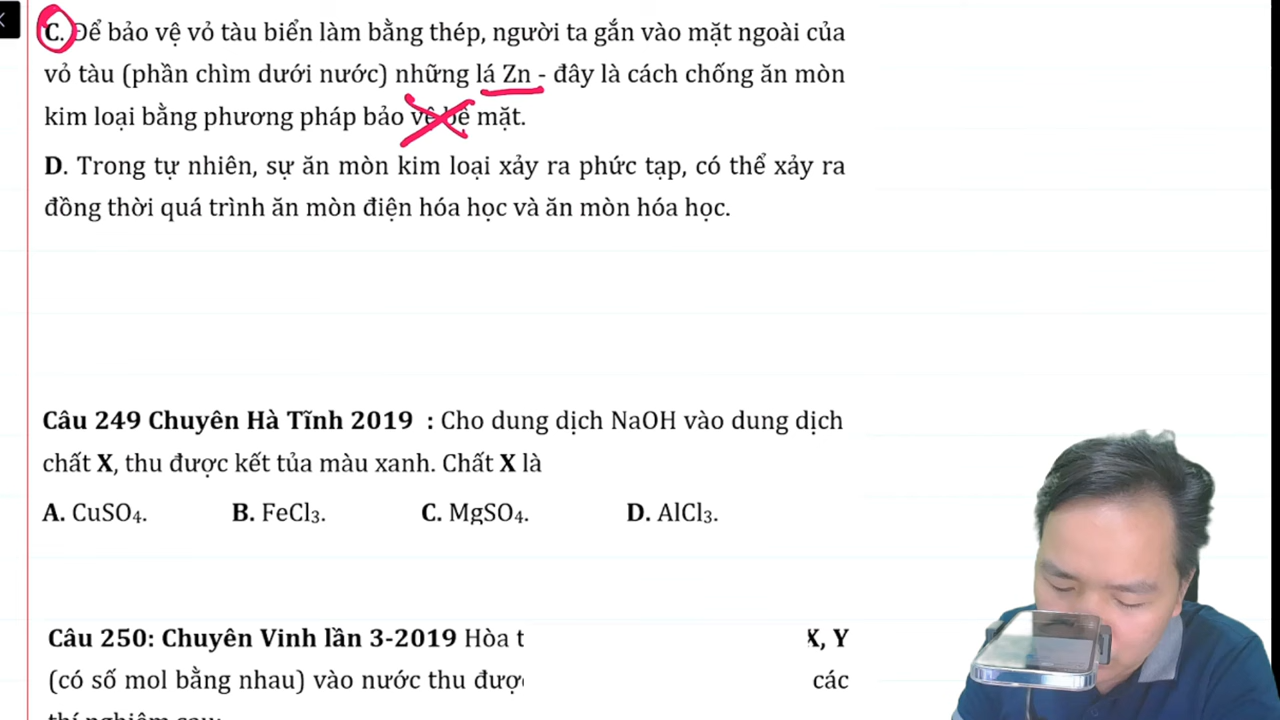 C. Để bảo vệ vỏ tàu biển làm bằng thép, người ta gắn vào mặt ngoài của
vỏ tàu (phần chìm dưới nước) những lá Zn - đây là cách chống ăn mòn
kim loại bằng phương pháp bảo vệ bề mặt.
D. Trong tự nhiên, sự ăn mòn kim loại xảy ra phức tạp, có thể xảy ra
đồng thời quá trình ăn mòn điện hóa học và ăn mòn hóa học.
Câu 249 Chuyên Hà Tĩnh 2019 : Cho dung dịch NaOH vào dung dịch
chất X, thu được kết tủa màu xanh. Chất X là
A. CuSO₄. B. FeCl₃. C. MgSO₄. D. AlCl₃.
Câu 250: Chuyên Vinh lần 3-2019 Hòa X, Y
(có số mol bằng nhau) vào nước thu các